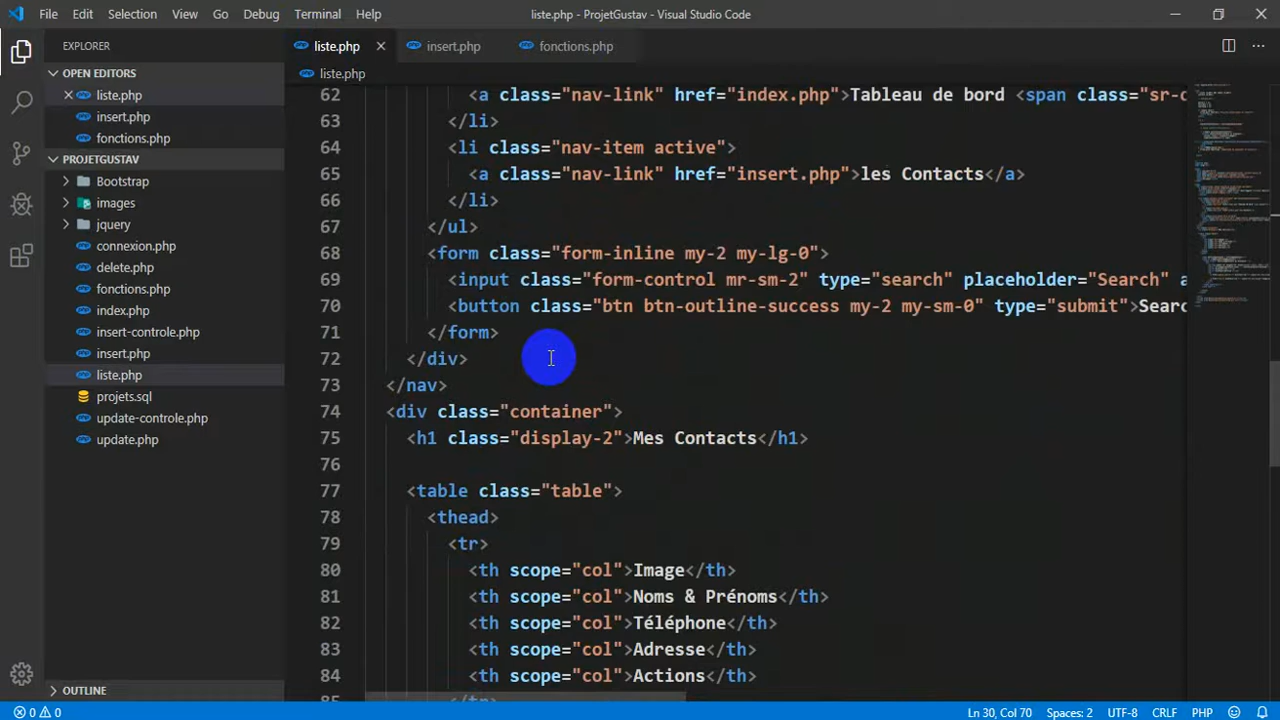 File Edit Selection View Go Debug Terminal Help
liste.php - ProjetGustav - Visual Studio Code
EXPLORER
OPEN EDITORS
liste.php
insert.php
fonctions.php
PROJETGUSTAV
Bootstrap
images
jquery
connexion.php
delete.php
fonctions.php
index.php
insert-controle.php
insert.php
liste.php
projets.sql
update-controle.php
update.php
OUTLINE
liste.php insert.php fonctions.php
liste.php
62 <a class="nav-link" href="index.php">Tableau de bord <span class="sr-c
63 </li>
64 <li class="nav-item active">
65 <a class="nav-link" href="insert.php">les Contacts</a>
66 </li>
67 </ul>
68 <form class="form-inline my-2 my-lg-0">
69 <input class="form-control mr-sm-2" type="search" placeholder="Search" a
70 <button class="btn btn-outline-success my-2 my-sm-0" type="submit">Searc
71 </form>
72 </div>
73 </nav>
74 <div class="container">
75 <h1 class="display-2">Mes Contacts</h1>
76
77 <table class="table">
78 <thead>
79 <tr>
80 <th scope="col">Image</th>
81 <th scope="col">Noms & Prénoms</th>
82 <th scope="col">Téléphone</th>
83 <th scope="col">Adresse</th>
84 <th scope="col">Actions</th>
85 </tr>
0 0 Ln 30, Col 70 Spaces: 2 UTF-8 CRLF PHP